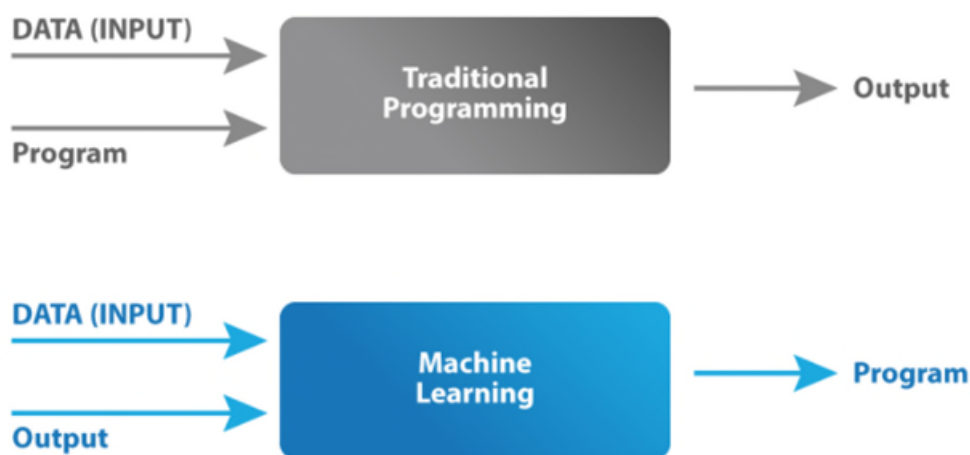 DATA (INPUT)
Traditional
Programming
Program
Output
DATA (INPUT)
Machine
Learning
Output
Program